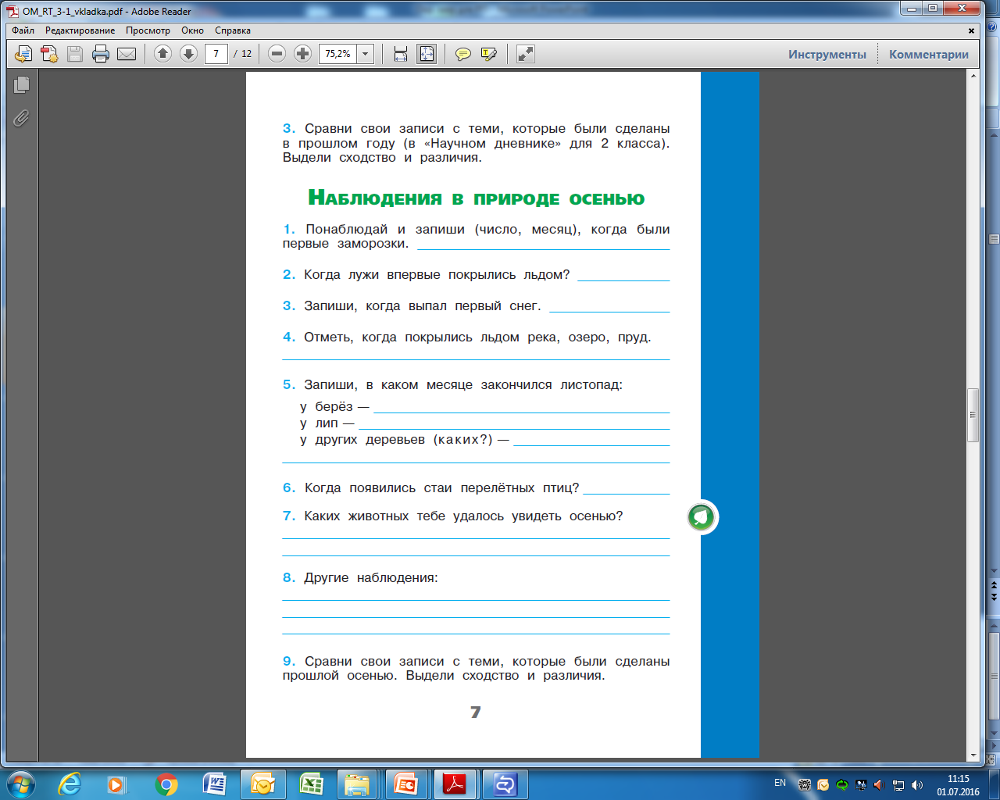 OM_RT_3-1_vkladka.pdf - Adobe Reader
Файл Редактирование Просмотр Окно Справка
7 / 12 75,2% Инструменты Комментарии
3. Сравни свои записи с теми, которые были сделаны
в прошлом году (в «Научном дневнике» для 2 класса).
Выдели сходство и различия.
Наблюдения в природе осенью
1. Понаблюдай и запиши (число, месяц), когда были
первые заморозки.
2. Когда лужи впервые покрылись льдом?
3. Запиши, когда выпал первый снег.
4. Отметь, когда покрылись льдом река, озеро, пруд.
5. Запиши, в каком месяце закончился листопад:
у берёз —
у лип —
у других деревьев (каких?) —
6. Когда появились стаи перелётных птиц?
7. Каких животных тебе удалось увидеть осенью?
8. Другие наблюдения:
9. Сравни свои записи с теми, которые были сделаны
прошлой осенью. Выдели сходство и различия.
7
EN
11:15
01.07.2016